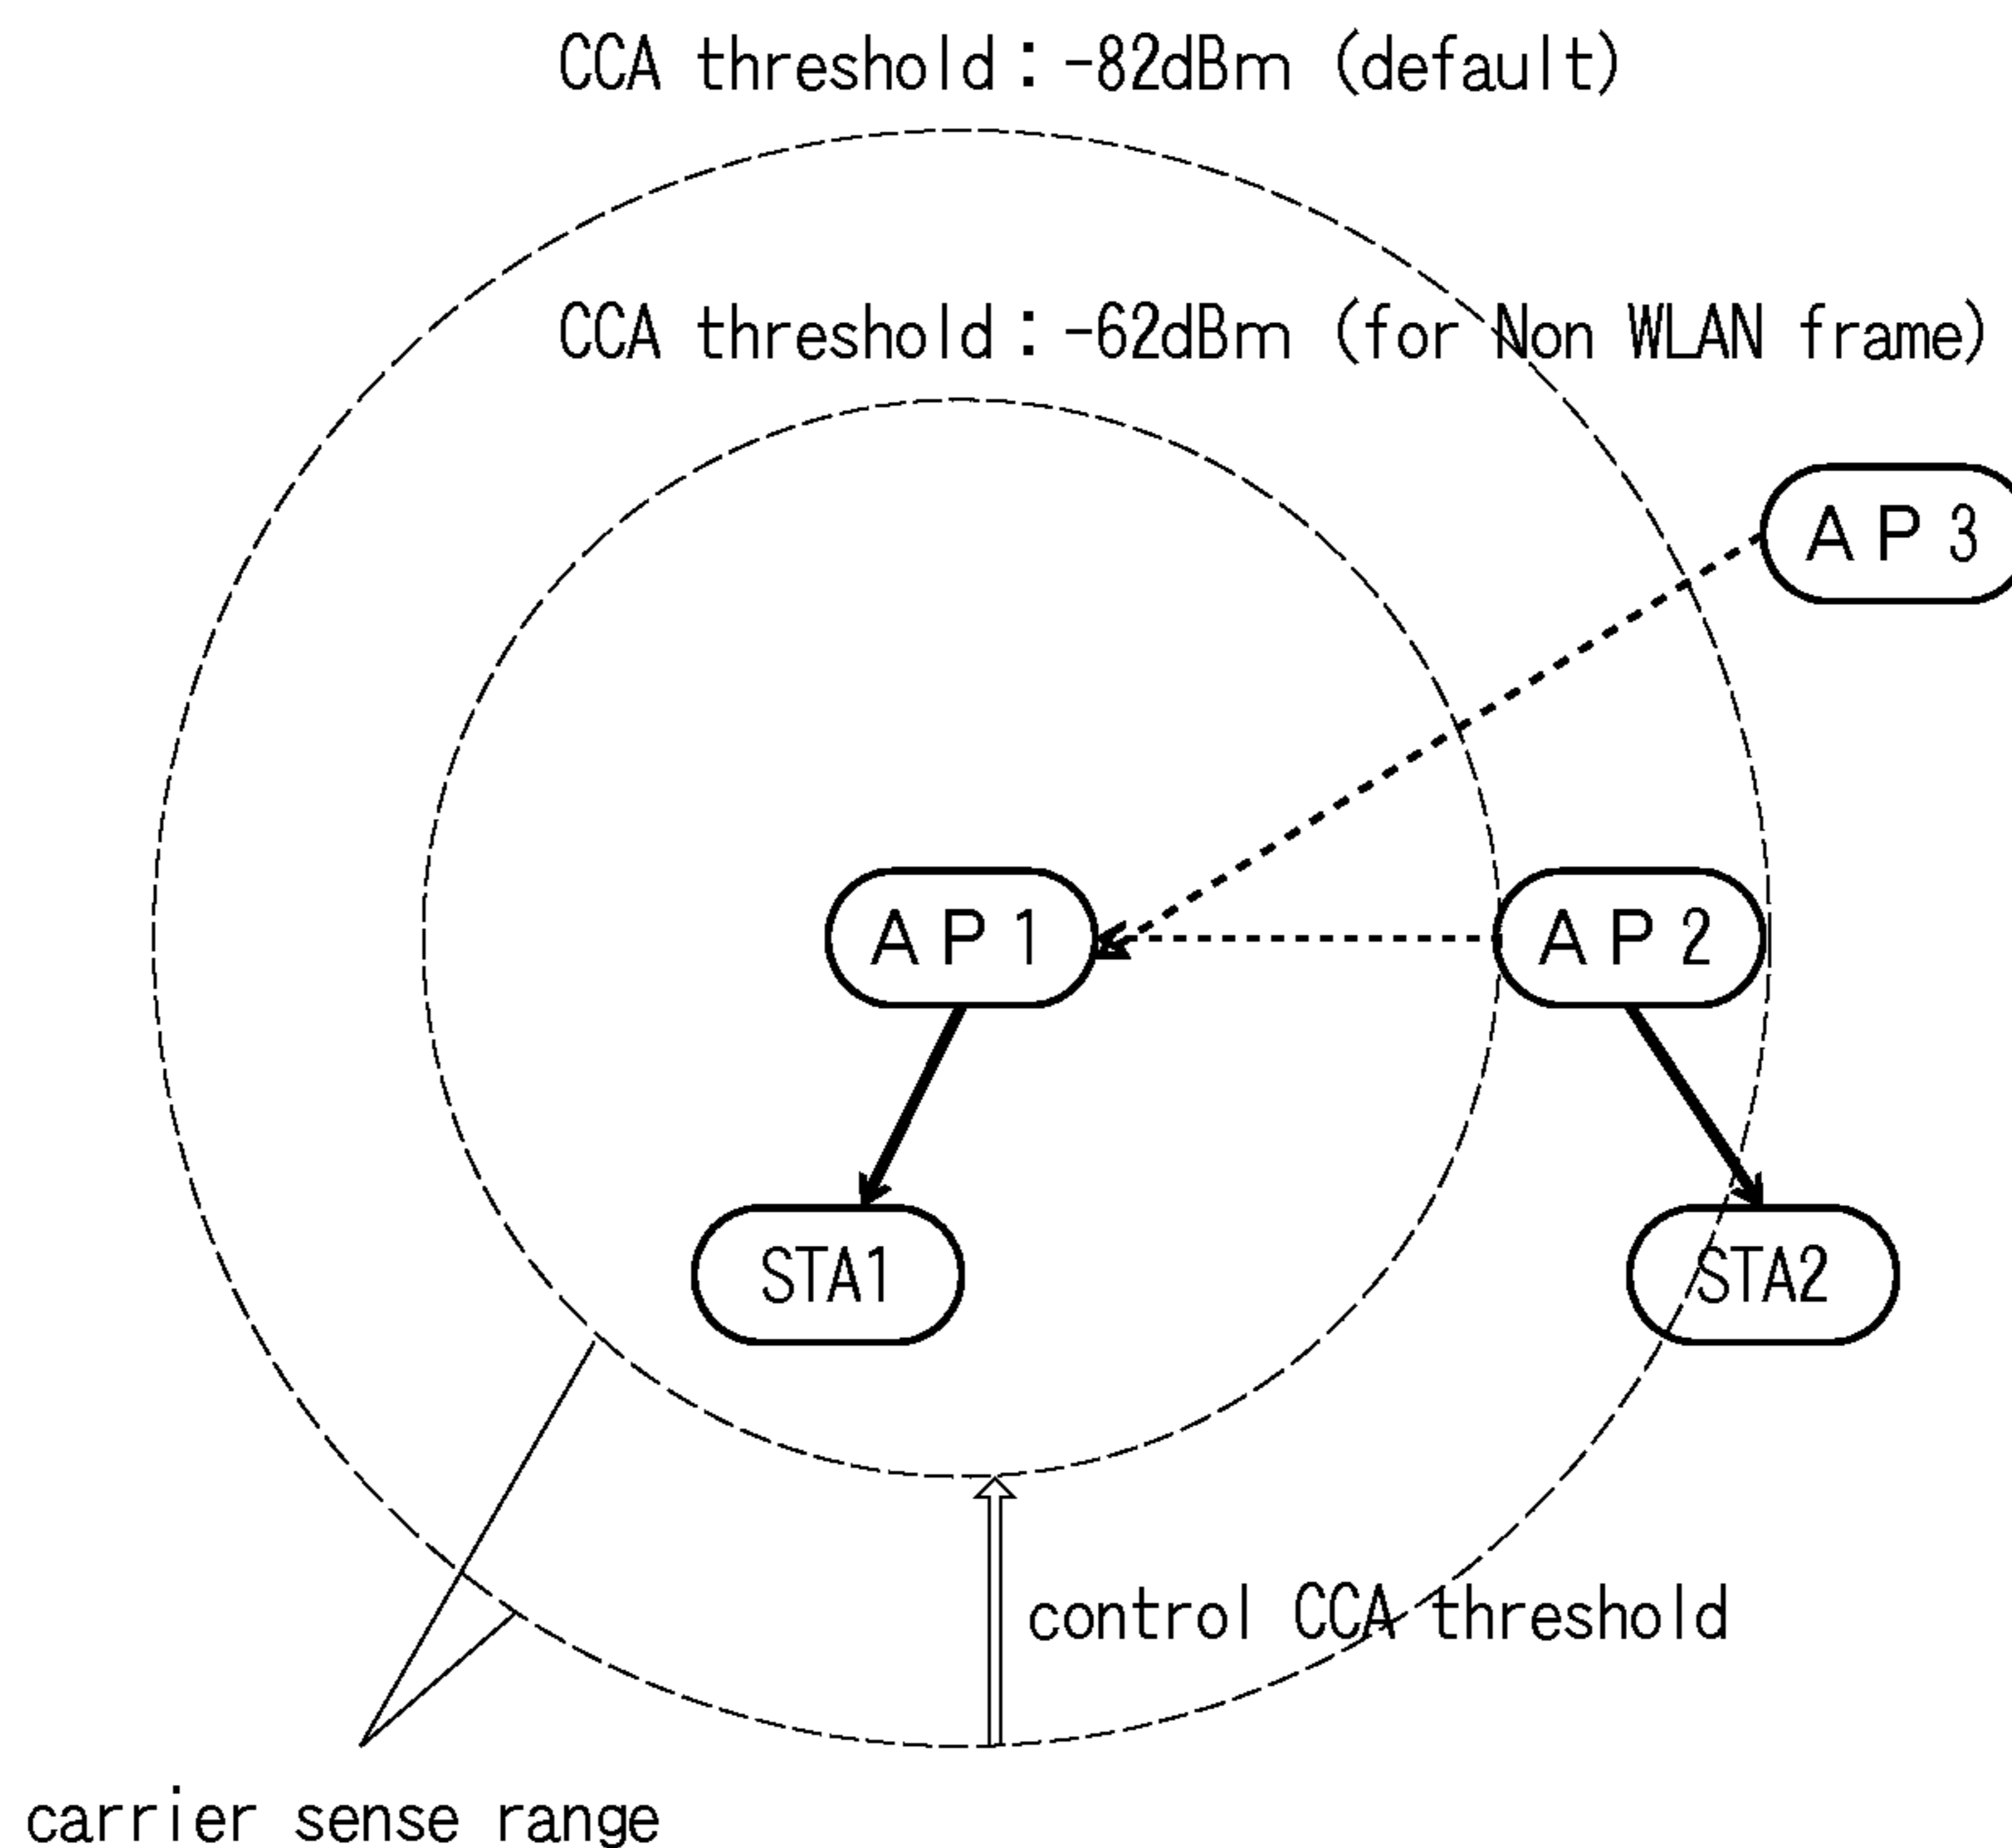 CCA threshold：-82dBm (default)
CCA threshold：-62dBm (for Non WLAN frame)
ＡＰ3
ＡＰ1
ＡＰ2
STA1
STA2
control CCA threshold
carrier sense range